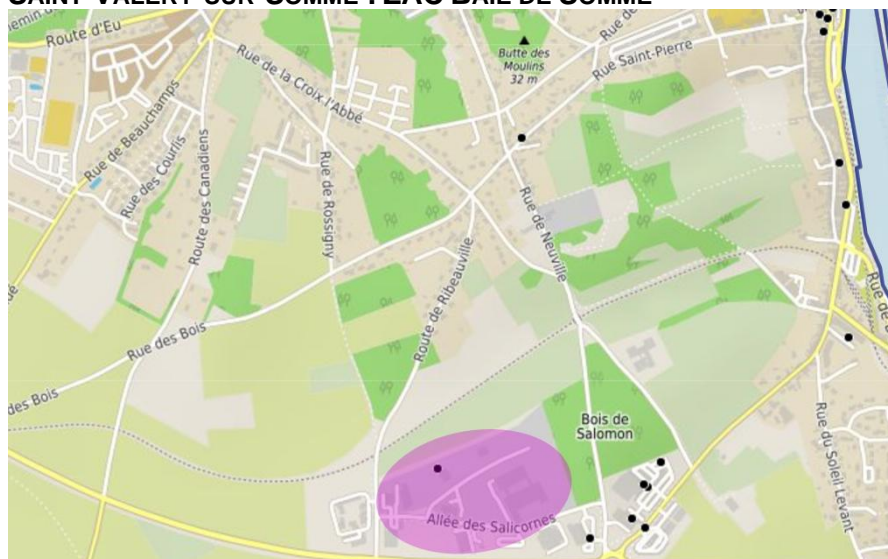 SAINT-VALERY-SUR-SOMME : ZAC BAIE DE SOMME
Route d'Eu
Butte des
Moulins
32 m
Rue Saint-Pierre
Rue de la Croix l'Abbé
Rue de Beauchamps
Rue des Courlis
Route des Canadiens
Rue de Rossigny
Rue de Neuville
Route de Ribeauville
Rue des Bois
des Bois
Bois de
Salomon
Rue du Soleil Levant
Allée des Salicornes